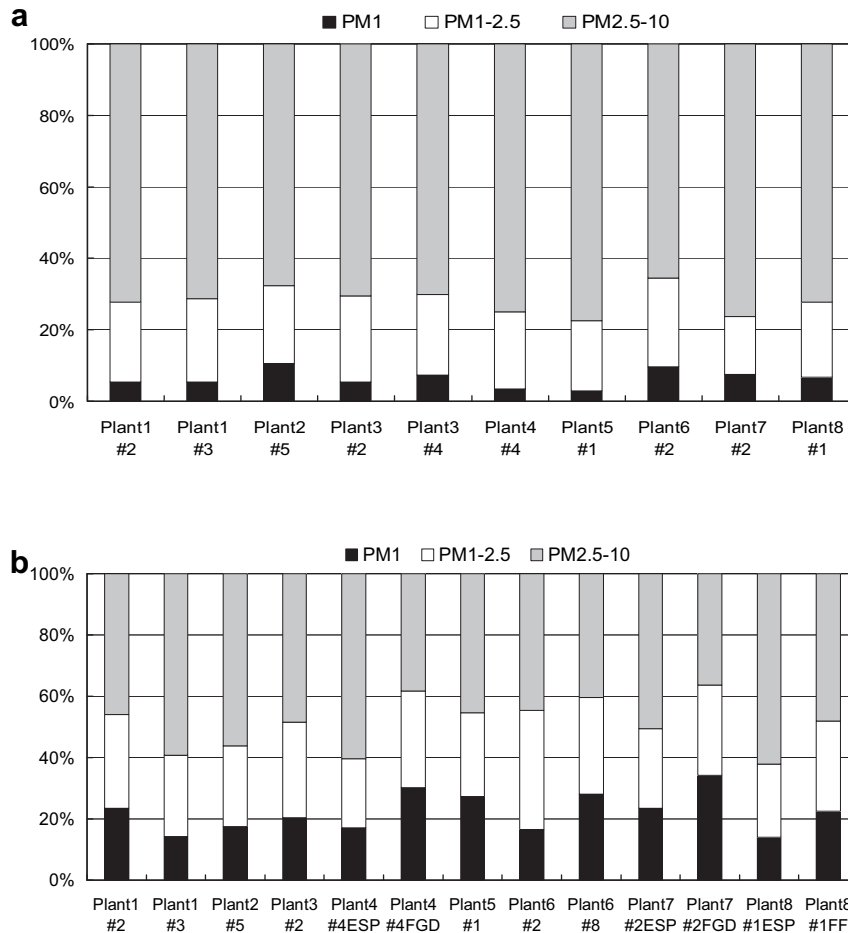 a
PM1 PM1-2.5 PM2.5-10
100%
80%
60%
40%
20%
0%
Plant1 Plant1 Plant2 Plant3 Plant3 Plant4 Plant5 Plant6 Plant7 Plant8
#2 #3 #5 #2 #4 #4 #1 #2 #2 #1
b
PM1 PM1-2.5 PM2.5-10
100%
80%
60%
40%
20%
0%
Plant1 Plant1 Plant2 Plant3 Plant4 Plant4 Plant5 Plant6 Plant6 Plant7 Plant7 Plant8 Plant8
#2 #3 #5 #2 #4ESP #4FGD #1 #2 #8 #2ESP #2FGD #1ESP #1FF